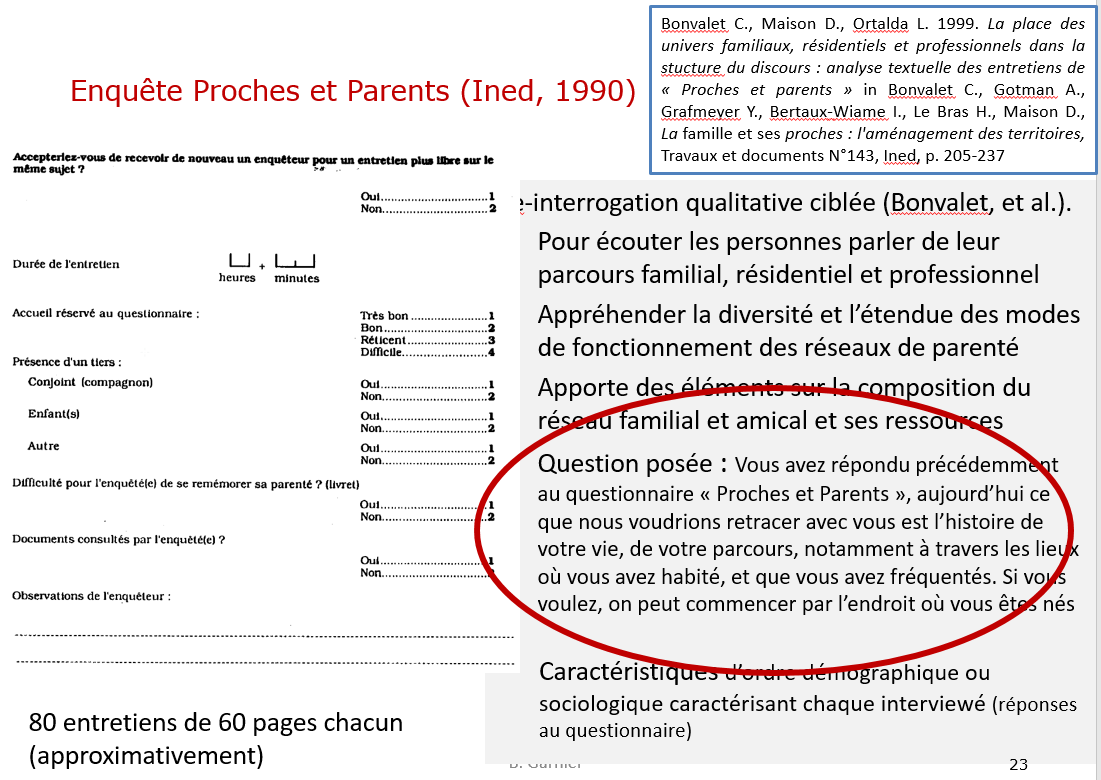 Enquête Proches et Parents (Ined, 1990)
Bonvalet C., Maison D., Ortalda L. 1999. La place des
univers familiaux, résidentiels et professionnels dans la
stucture du discours : analyse textuelle des entretiens de
« Proches et parents » in Bonvalet C., Gotman A.,
Grafmeyer Y., Bertaux-Wiame I., Le Bras H., Maison D.,
La famille et ses proches : l'aménagement des territoires,
Travaux et documents N°143, Ined, p. 205-237
Accepteriez-vous de recevoir de nouveau un enquêteur pour un entretien plus libre sur le
même sujet ?
Oui..............................1
Non..............................2
Durée de l'entretien
+
heures minutes
Accueil réservé au questionnaire :
Très bon ......................1
Bon..............................2
Réticent.......................3
Difficile........................4
Présence d'un tiers :
Conjoint (compagnon)
Oui..............................1
Non..............................2
Enfant(s)
Oui..............................1
Non..............................2
Autre
Oui..............................1
Non..............................2
Difficulté pour l'enquêté(e) de se remémorer sa parenté ? (livret)
Oui..............................1
Non..............................2
Documents consultés par l'enquêté(e) ?
Oui..............................1
Non..............................
Observations de l'enquêteur :
80 entretiens de 60 pages chacun
(approximativement)
e-interrogation qualitative ciblée (Bonvalet, et al.).
Pour écouter les personnes parler de leur
parcours familial, résidentiel et professionnel
Appréhender la diversité et l'étendue des modes
de fonctionnement des réseaux de parenté
Apporte des éléments sur la composition du
réseau familial et amical et ses ressources
Question posée : Vous avez répondu précédemment
au questionnaire « Proches et Parents », aujourd'hui ce
que nous voudrions retracer avec vous est l'histoire de
votre vie, de votre parcours, notamment à travers les lieux
où vous avez habité, et que vous avez fréquentés. Si vous
voulez, on peut commencer par l'endroit où vous êtes nés
Caractéristiques d'ordre démographique ou
sociologique caractérisant chaque interviewé (réponses
au questionnaire)
B. Garnier
23